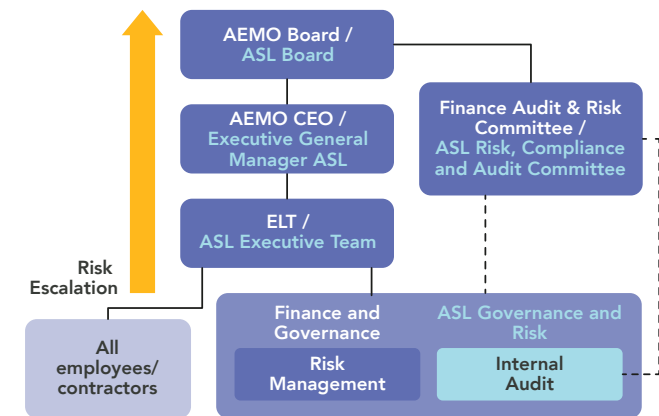 AEMO Board /
ASL Board
AEMO CEO /
Executive General
Manager ASL
Finance Audit & Risk
Committee /
ASL Risk, Compliance
and Audit Committee
ELT /
ASL Executive Team
Risk
Escalation
All
employees/
contractors
Finance and
Governance
Risk
Management
ASL Governance and
Risk
Internal
Audit